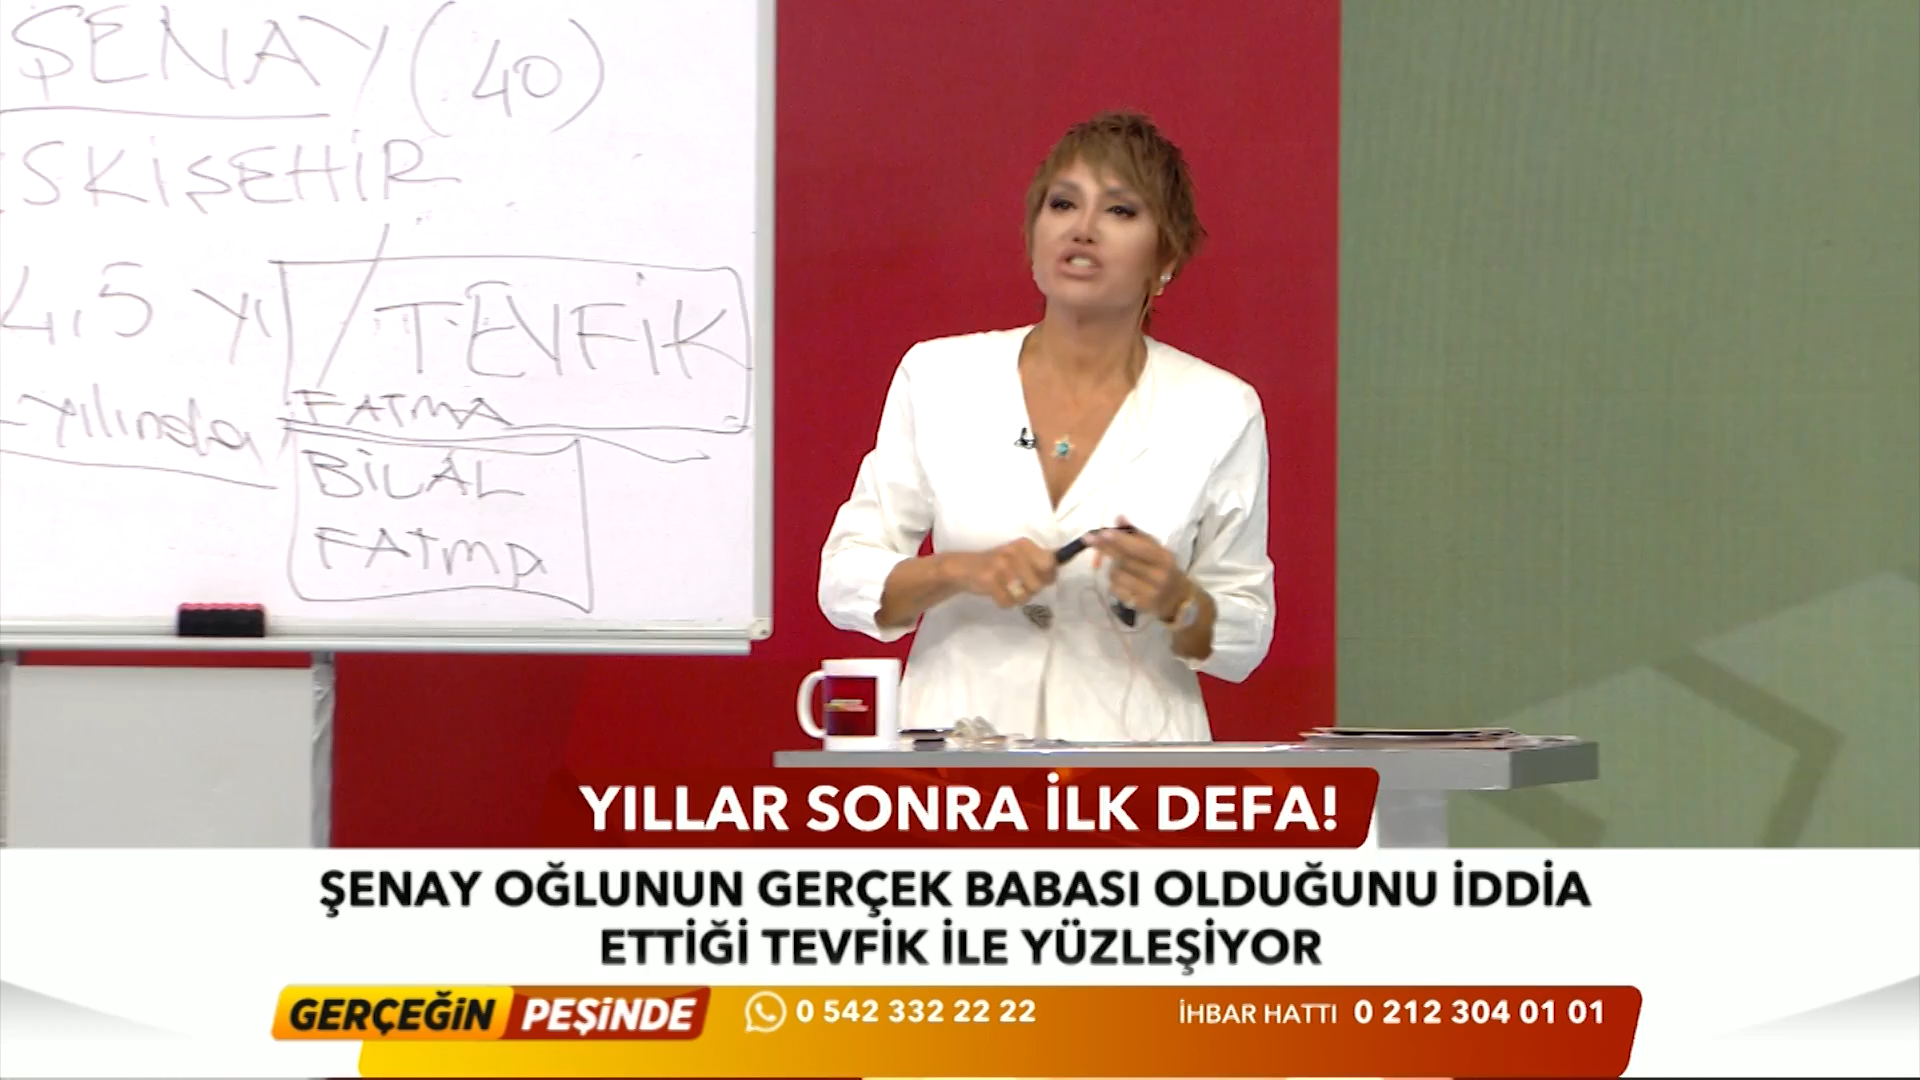 ŞENAY (40)
SKİŞEHİR
4,5 yı
TEVFİK
yılında
FATMA
BİLAL
FATMA
YILLAR SONRA İLK DEFA!
ŞENAY OĞLUNUN GERÇEK BABASI OLDUĞUNU İDDİA
ETTİĞİ TEVFİK İLE YÜZLEŞİYOR
GERÇEĞİN PEŞİNDE 0 542 332 22 22 İHBAR HATTI 0 212 304 01 01